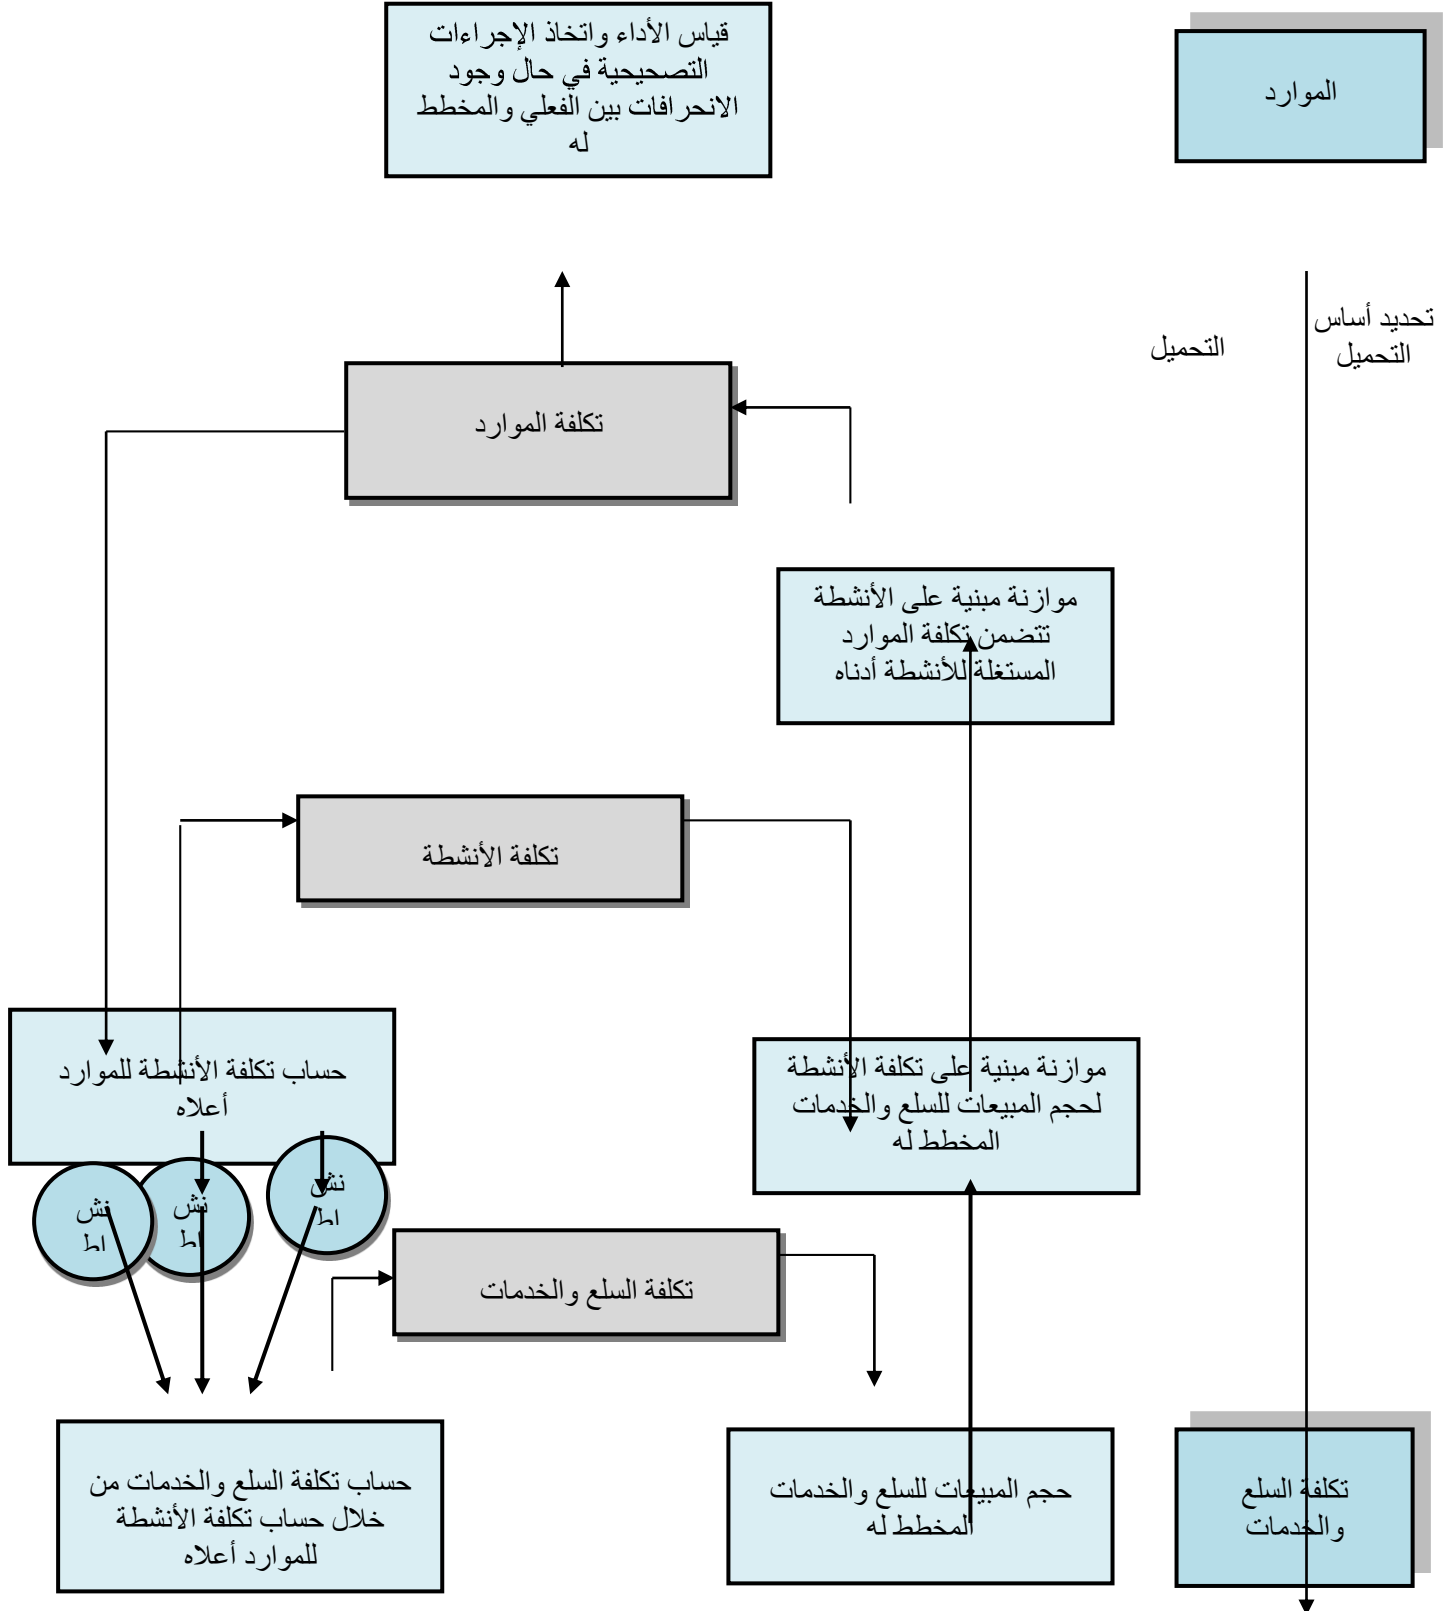 قياس الأداء واتخاذ الإجراءات
التصحيحية في حال وجود
الانحرافات بين الفعلي والمخطط
له
الموارد
تحديد أساس
التحميل
التحميل
تكلفة الموارد
موازنة مبنية على الأنشطة
تتضمن تكلفة الموارد
المستغلة للأنشطة أدناه
تكلفة الأنشطة
موازنة مبنية على تكلفة الأنشطة
لحجم المبيعات للسلع والخدمات
المخطط له
حساب تكلفة الأنشطة للموارد
أعلاه
نش
اط
نش
اط
نش
اط
تكلفة السلع والخدمات
تكلفة السلع
والخدمات
حجم المبيعات للسلع والخدمات
المخطط له
حساب تكلفة السلع والخدمات من
خلال حساب تكلفة الأنشطة
للموارد أعلاه